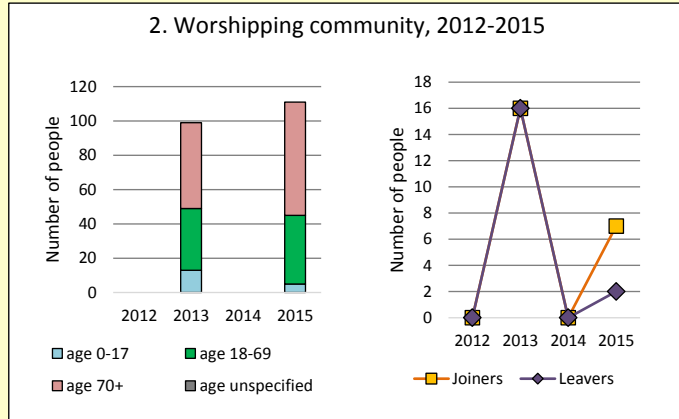 2. Worshipping community, 2012-2015
Number of people
120
100
80
60
40
20
0
2012 2013 2014 2015
age 0-17 age 18-69
age 70+ age unspecified
Number of people
18
16
14
12
10
8
6
4
2
0
2012 2013 2014 2015
Joiners Leavers